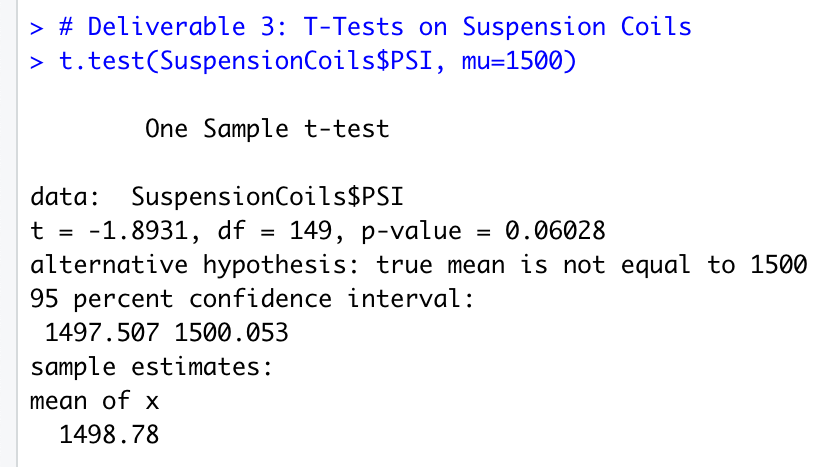 > # Deliverable 3: T-Tests on Suspension Coils
> t.test(SuspensionCoils$PSI, mu=1500)
One Sample t-test
data:  SuspensionCoils$PSI
t = -1.8931, df = 149, p-value = 0.06028
alternative hypothesis: true mean is not equal to 1500
95 percent confidence interval:
1497.507 1500.053
sample estimates:
mean of x
1498.78